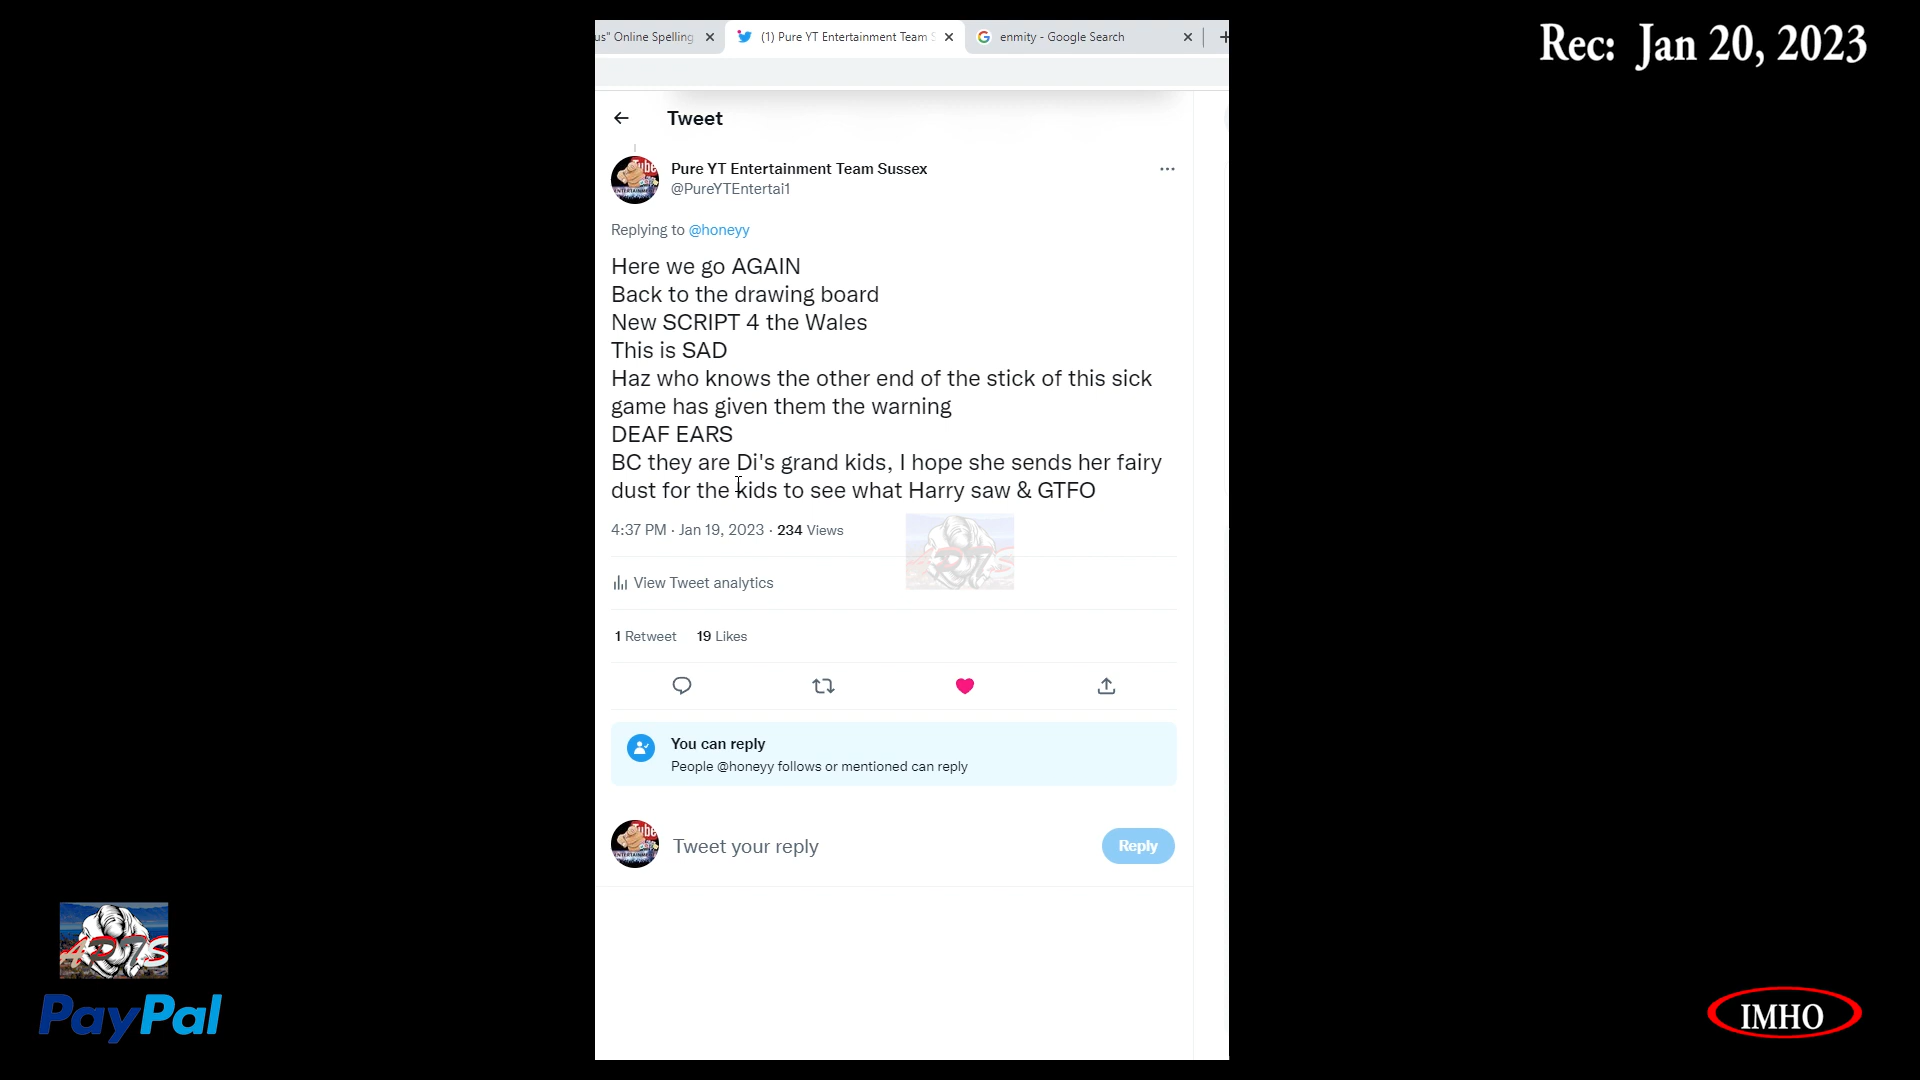 Rec: Jan 20, 2023
us" Online Spelling
(1) Pure YT Entertainment Team S
enmity - Google Search
Tweet
Pure YT Entertainment Team Sussex
@PureYTEntertai1
Replying to @honeyy
Here we go AGAIN
Back to the drawing board
New SCRIPT 4 the Wales
This is SAD
Haz who knows the other end of the stick of this sick
game has given them the warning
DEAF EARS
BC they are Di's grand kids, I hope she sends her fairy
dust for the kids to see what Harry saw & GTFO
4:37 PM · Jan 19, 2023 · 234 Views
View Tweet analytics
1 Retweet 19 Likes
You can reply
People @honeyy follows or mentioned can reply
Tweet your reply
Reply
PayPal
IMHO